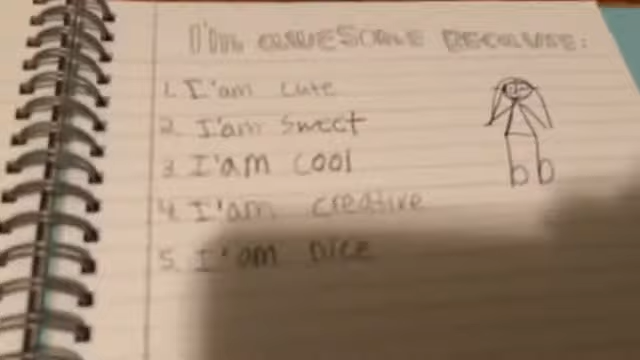 I'm AWESOME BECAUSE:
1. I'am cute
2. I'am sweet
3. I'am cool
4. I'am creative
5. I'am nice